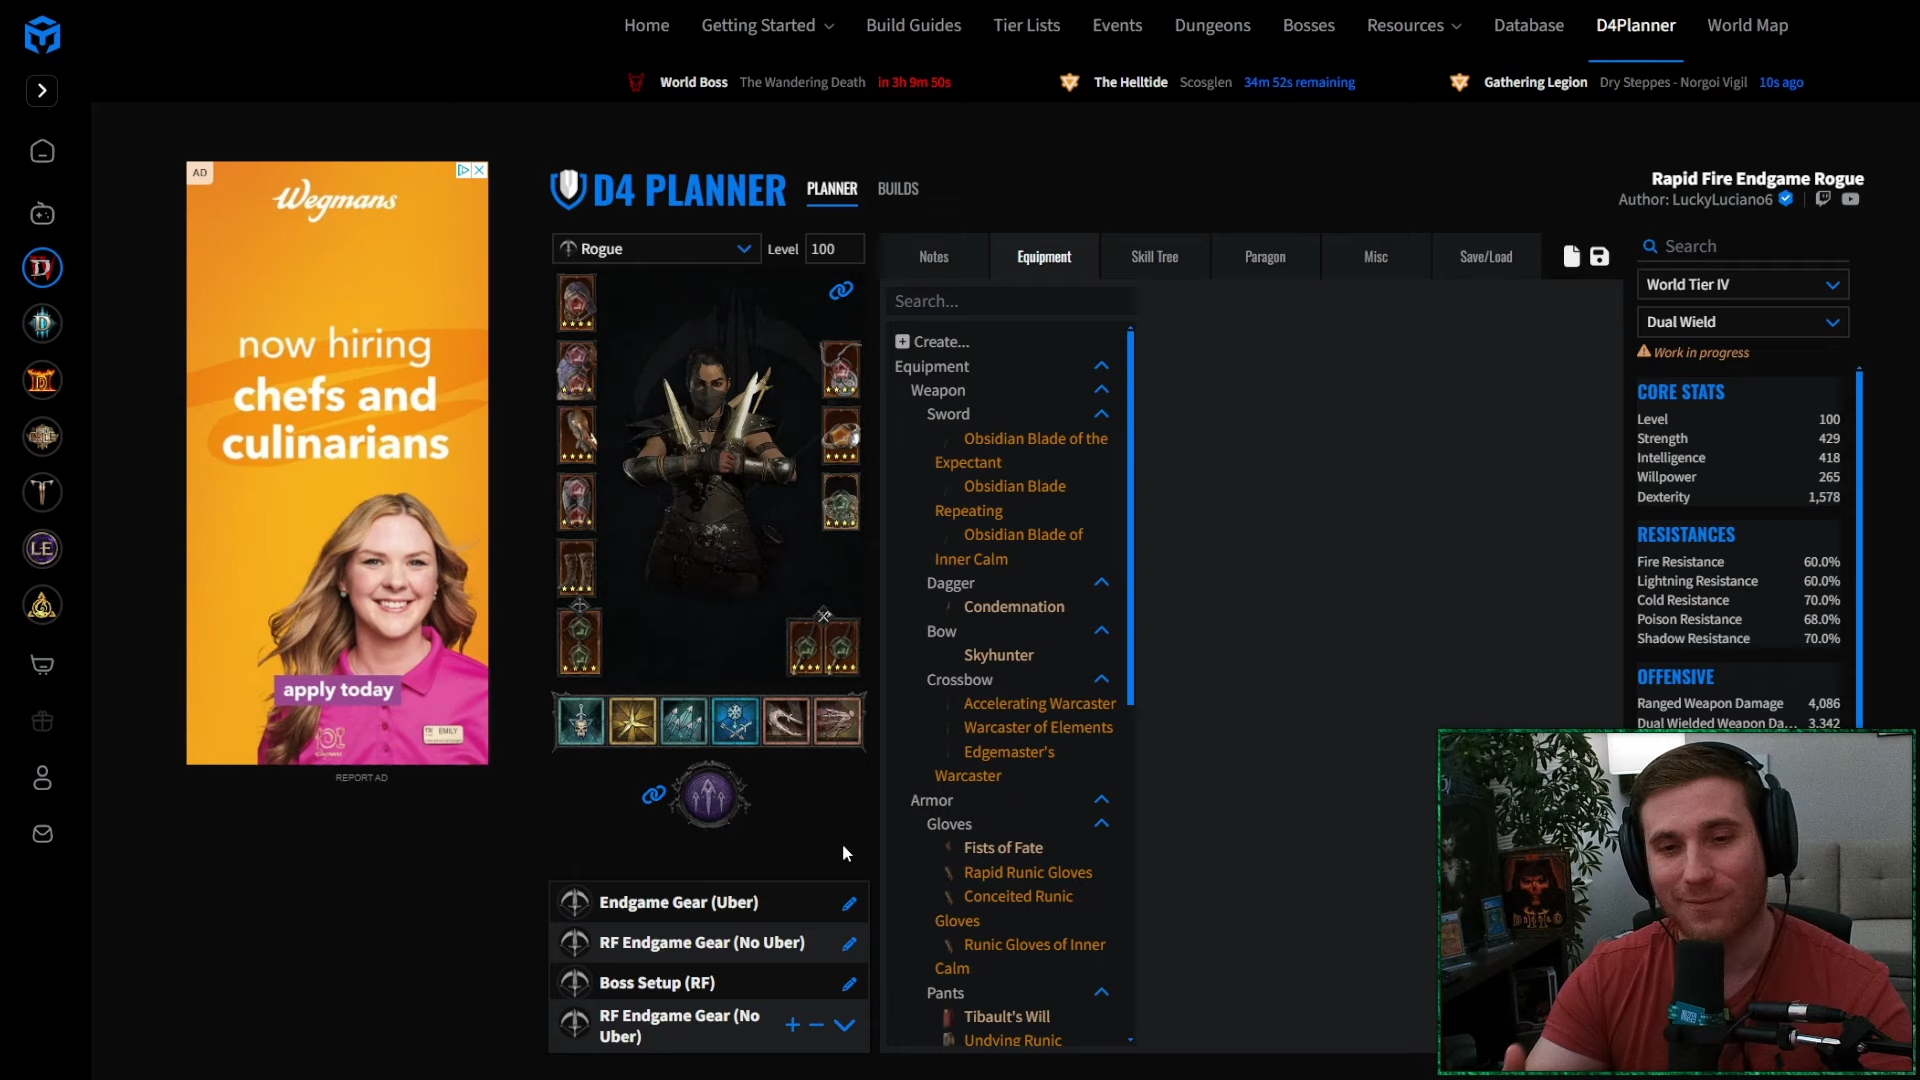 Home Getting Started Build Guides Tier Lists Events Dungeons Bosses Resources Database D4Planner World Map
World Boss The Wandering Death in 3h 9m 50s The Helltide Scosglen 34m 52s remaining Gathering Legion Dry Steppes - Norgoi Vigil 10s ago
AD
Wegmans
now hiring
chefs and
culinarians
apply today
EMILY
REPORT AD
D4 PLANNER PLANNER BUILDS
Rapid Fire Endgame Rogue
Author: LuckyLuciano6
Rogue Level 100
Notes Equipment Skill Tree Paragon Misc Save/Load
Search...
Create...
Equipment
Weapon
Sword
Obsidian Blade of the
Expectant
Obsidian Blade
Repeating
Obsidian Blade of
Inner Calm
Dagger
Condemnation
Bow
Skyhunter
Crossbow
Accelerating Warcaster
Warcaster of Elements
Edgemaster's
Warcaster
Armor
Gloves
Fists of Fate
Rapid Runic Gloves
Conceited Runic
Gloves
Runic Gloves of Inner
Calm
Pants
Tibault's Will
Undying Runic
Endgame Gear (Uber)
RF Endgame Gear (No Uber)
Boss Setup (RF)
RF Endgame Gear (No
Uber)
Search
World Tier IV
Dual Wield
Work in progress
CORE STATS
Level 100
Strength 429
Intelligence 418
Willpower 265
Dexterity 1,578
RESISTANCES
Fire Resistance 60.0%
Lightning Resistance 60.0%
Cold Resistance 70.0%
Poison Resistance 68.0%
Shadow Resistance 70.0%
OFFENSIVE
Ranged Weapon Damage 4,086
Dual Wielded Weapon Da... 3,342
LE